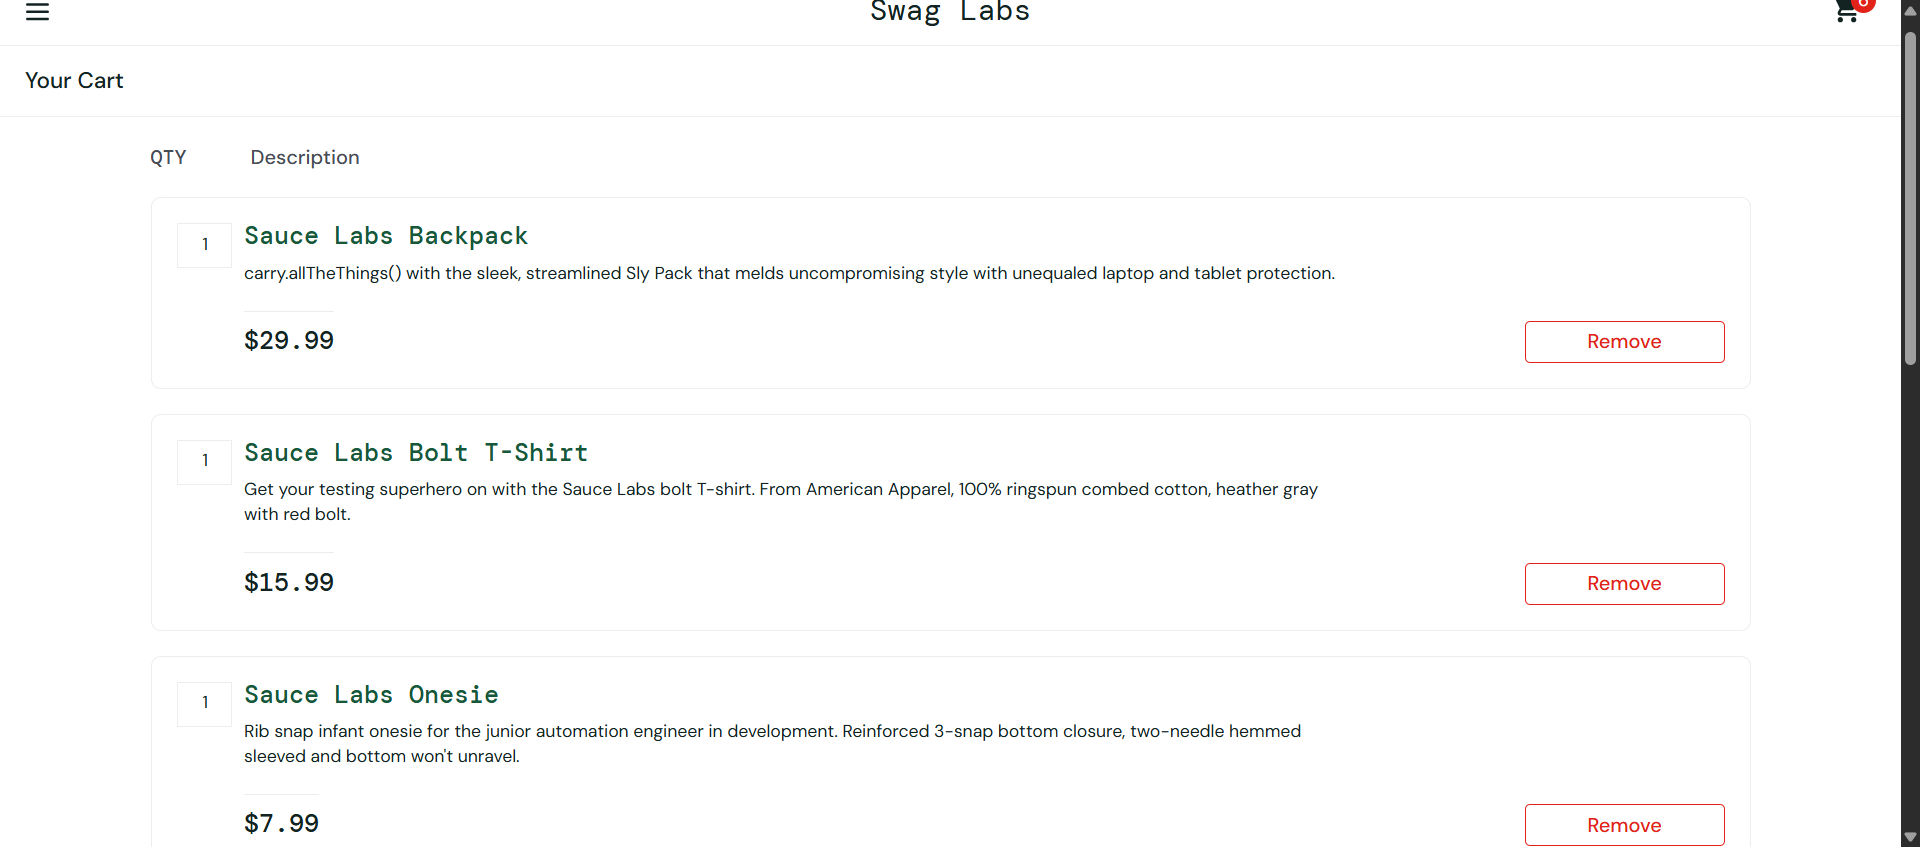 Swag Labs
Your Cart
QTY Description
1 Sauce Labs Backpack
carry.allTheThings() with the sleek, streamlined Sly Pack that melds uncompromising style with unequaled laptop and tablet protection.
$29.99 Remove
1 Sauce Labs Bolt T-Shirt
Get your testing superhero on with the Sauce Labs bolt T-shirt. From American Apparel, 100% ringspun combed cotton, heather gray
with red bolt.
$15.99 Remove
1 Sauce Labs Onesie
Rib snap infant onesie for the junior automation engineer in development. Reinforced 3-snap bottom closure, two-needle hemmed
sleeved and bottom won't unravel.
$7.99 Remove